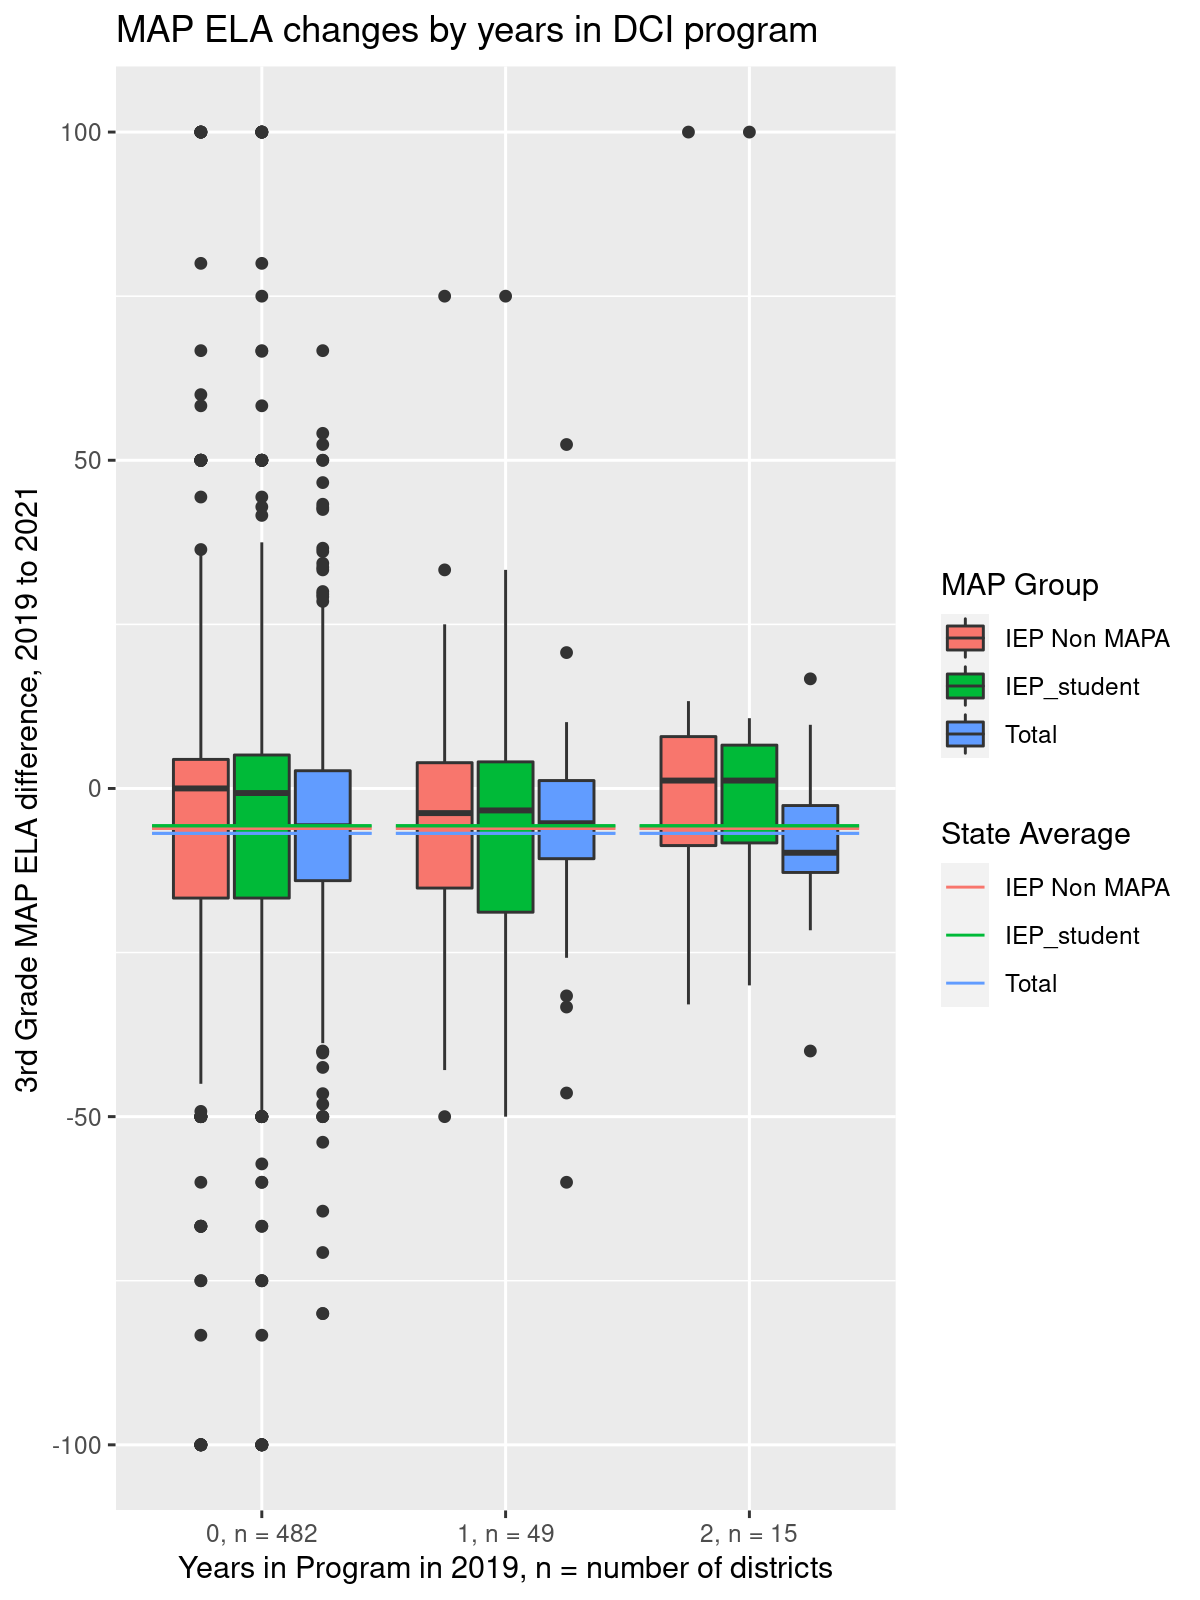 MAP ELA changes by years in DCI program
3rd Grade MAP ELA difference, 2019 to 2021
100
50
0
-50
-100
0, n = 482
1, n = 49
2, n = 15
Years in Program in 2019, n = number of districts
MAP Group
IEP Non MAPA
IEP_student
Total
State Average
IEP Non MAPA
IEP_student
Total